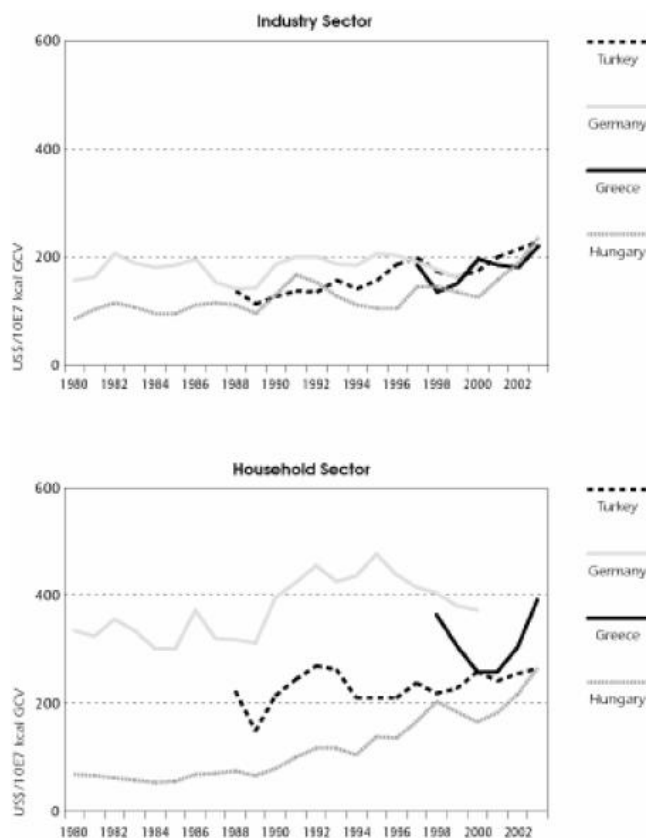 Industry Sector
600
400
200
0
US$/10E7 kcal GCV
1980 1982 1984 1986 1988 1990 1992 1994 1996 1998 2000 2002
Turkey
Germany
Greece
Hungary
Household Sector
600
400
200
0
US$/10E7 kcal GCV
1980 1982 1984 1986 1988 1990 1992 1994 1996 1998 2000 2002
Turkey
Germany
Greece
Hungary